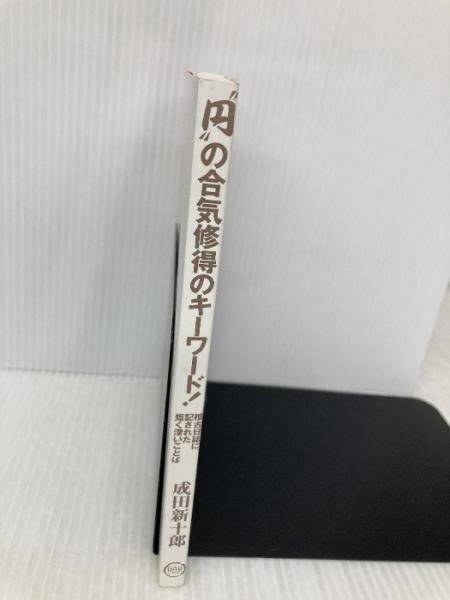 “円”の合気修得のキーワード!
稽古日誌に
記された
短く深いことば
成田新十郎
BAB